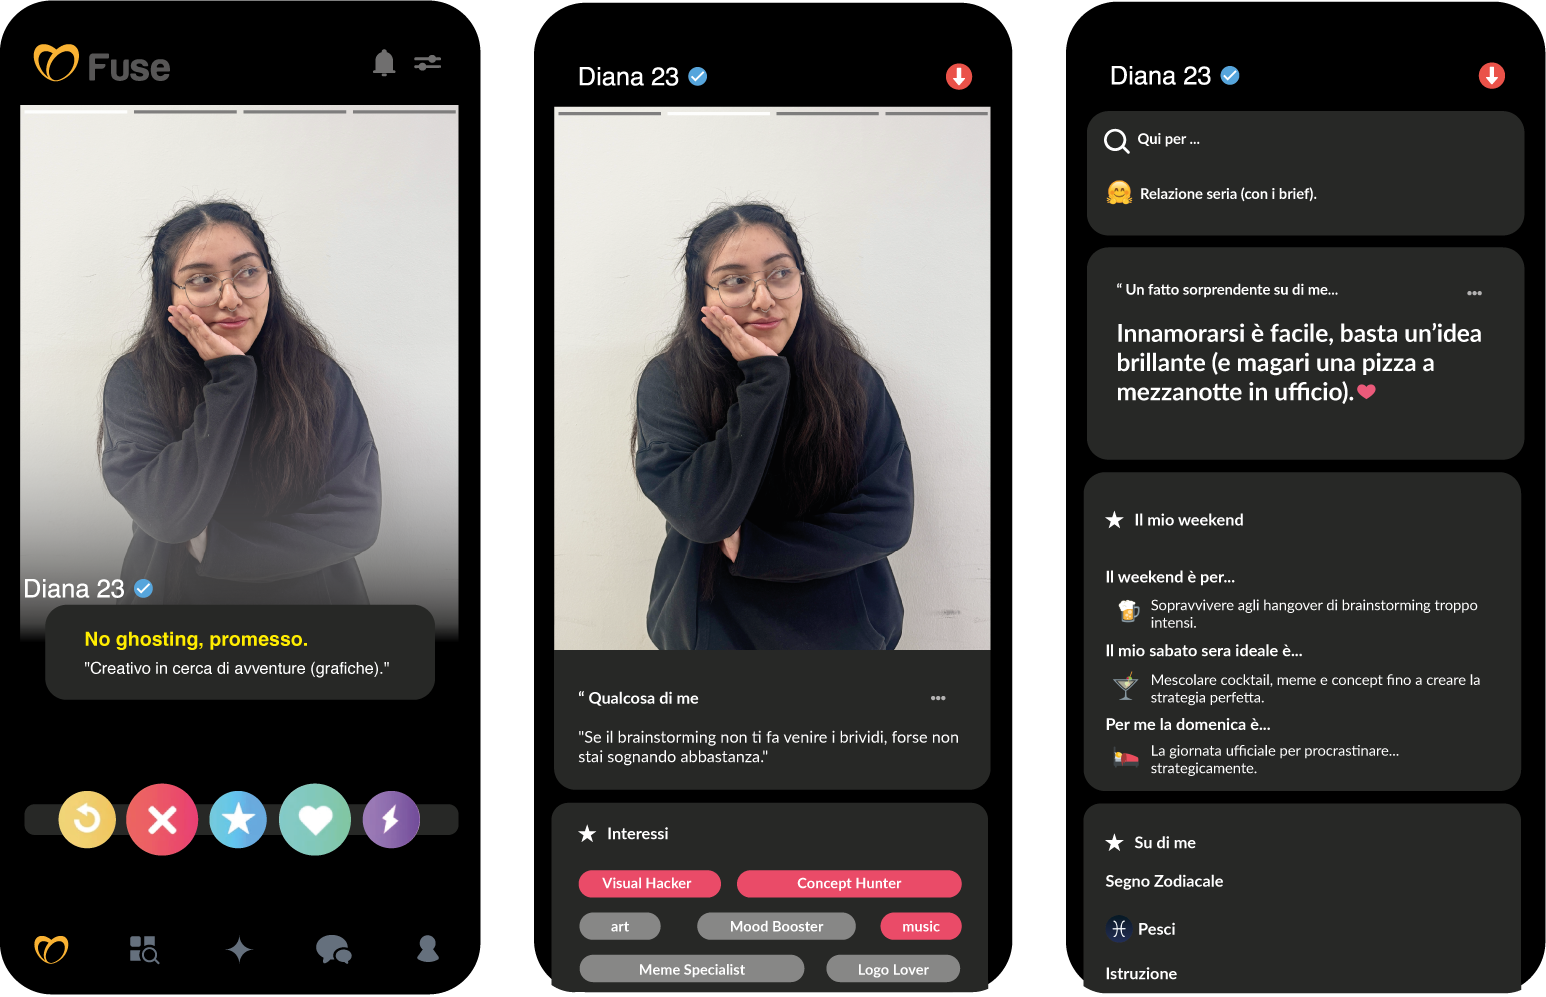 Fuse
Diana 23
No ghosting, promesso.
"Creativo in cerca di avventure (grafiche)."
Diana 23
“ Qualcosa di me
"Se il brainstorming non ti fa venire i brividi, forse non
stai sognando abbastanza."
Interessi
Visual Hacker
Concept Hunter
art
Mood Booster
music
Meme Specialist
Logo Lover
Diana 23
Qui per ...
Relazione seria (con i brief).
“ Un fatto sorprendente su di me...
Innamorarsi è facile, basta un’idea
brillante (e magari una pizza a
mezzanotte in ufficio).
Il mio weekend
Il weekend è per...
Sopravvivere agli hangover di brainstorming troppo
intensi.
Il mio sabato sera ideale è...
Mescolare cocktail, meme e concept fino a creare la
strategia perfetta.
Per me la domenica è...
La giornata ufficiale per procrastinare...
strategicamente.
Su di me
Segno Zodiacale
Pesci
Istruzione